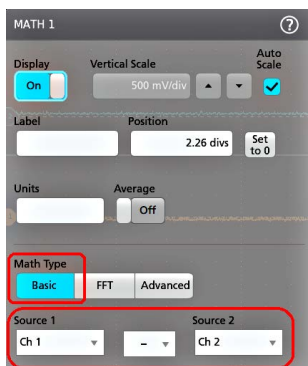 MATH 1 ?
Display Vertical Scale Auto Scale
On 500 mV/div
Label Position
2.26 divs Set to 0
Units Average
Off
Math Type
Basic FFT Advanced
Source 1 Source 2
Ch 1 – Ch 2